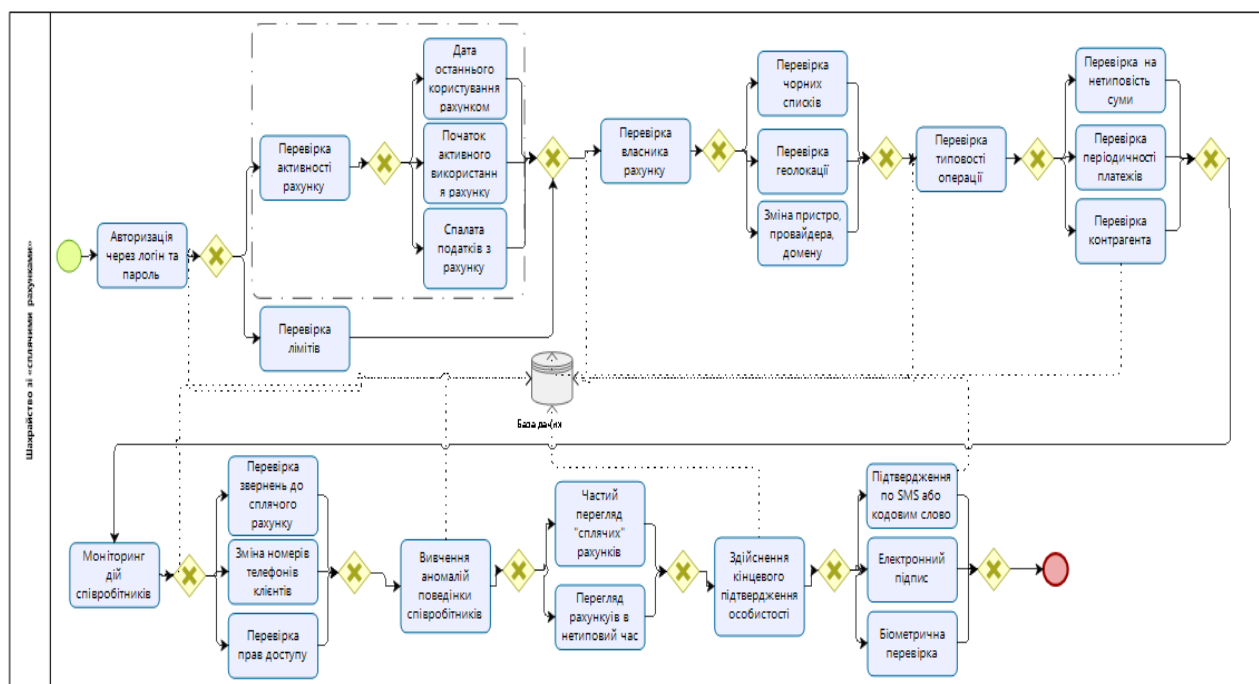 Шахрайство зі «сплячими рахунками»
Авторизація
через логін та
пароль
Перевірка
активності
рахунку
Дата
останнього
користування
рахунком
Початок
активного
використанн
я рахунку
Спалата
податків з
рахунку
Перевірка
лімітів
Перевірка
власника
рахунку
Перевірка
чорних
списків
Перевірка
геолокації
Зміна пристро,
провайдера,
домену
Перевірка
типовості
операції
Перевірка на
нетиповість
суми
Перевірка
періодичності
платежів
Перевірка
контрагента
База даних
Моніторинг
дій
співробітників
Перевірка
звернень до
сплячого
рахунку
Зміна номерів
телефонів
клієнтів
Перевірка
прав доступу
Вивчення
аномалій
поведінки
співробітників
Частий
перегляд
"сплячих"
рахунків
Перегляд
рахункуів в
нетиповий час
Здійснення
кінцевого
підтвердження
особистості
Підтвердження
по SMS або
кодовим слово
Електронний
підпис
Біометрична
перевірка